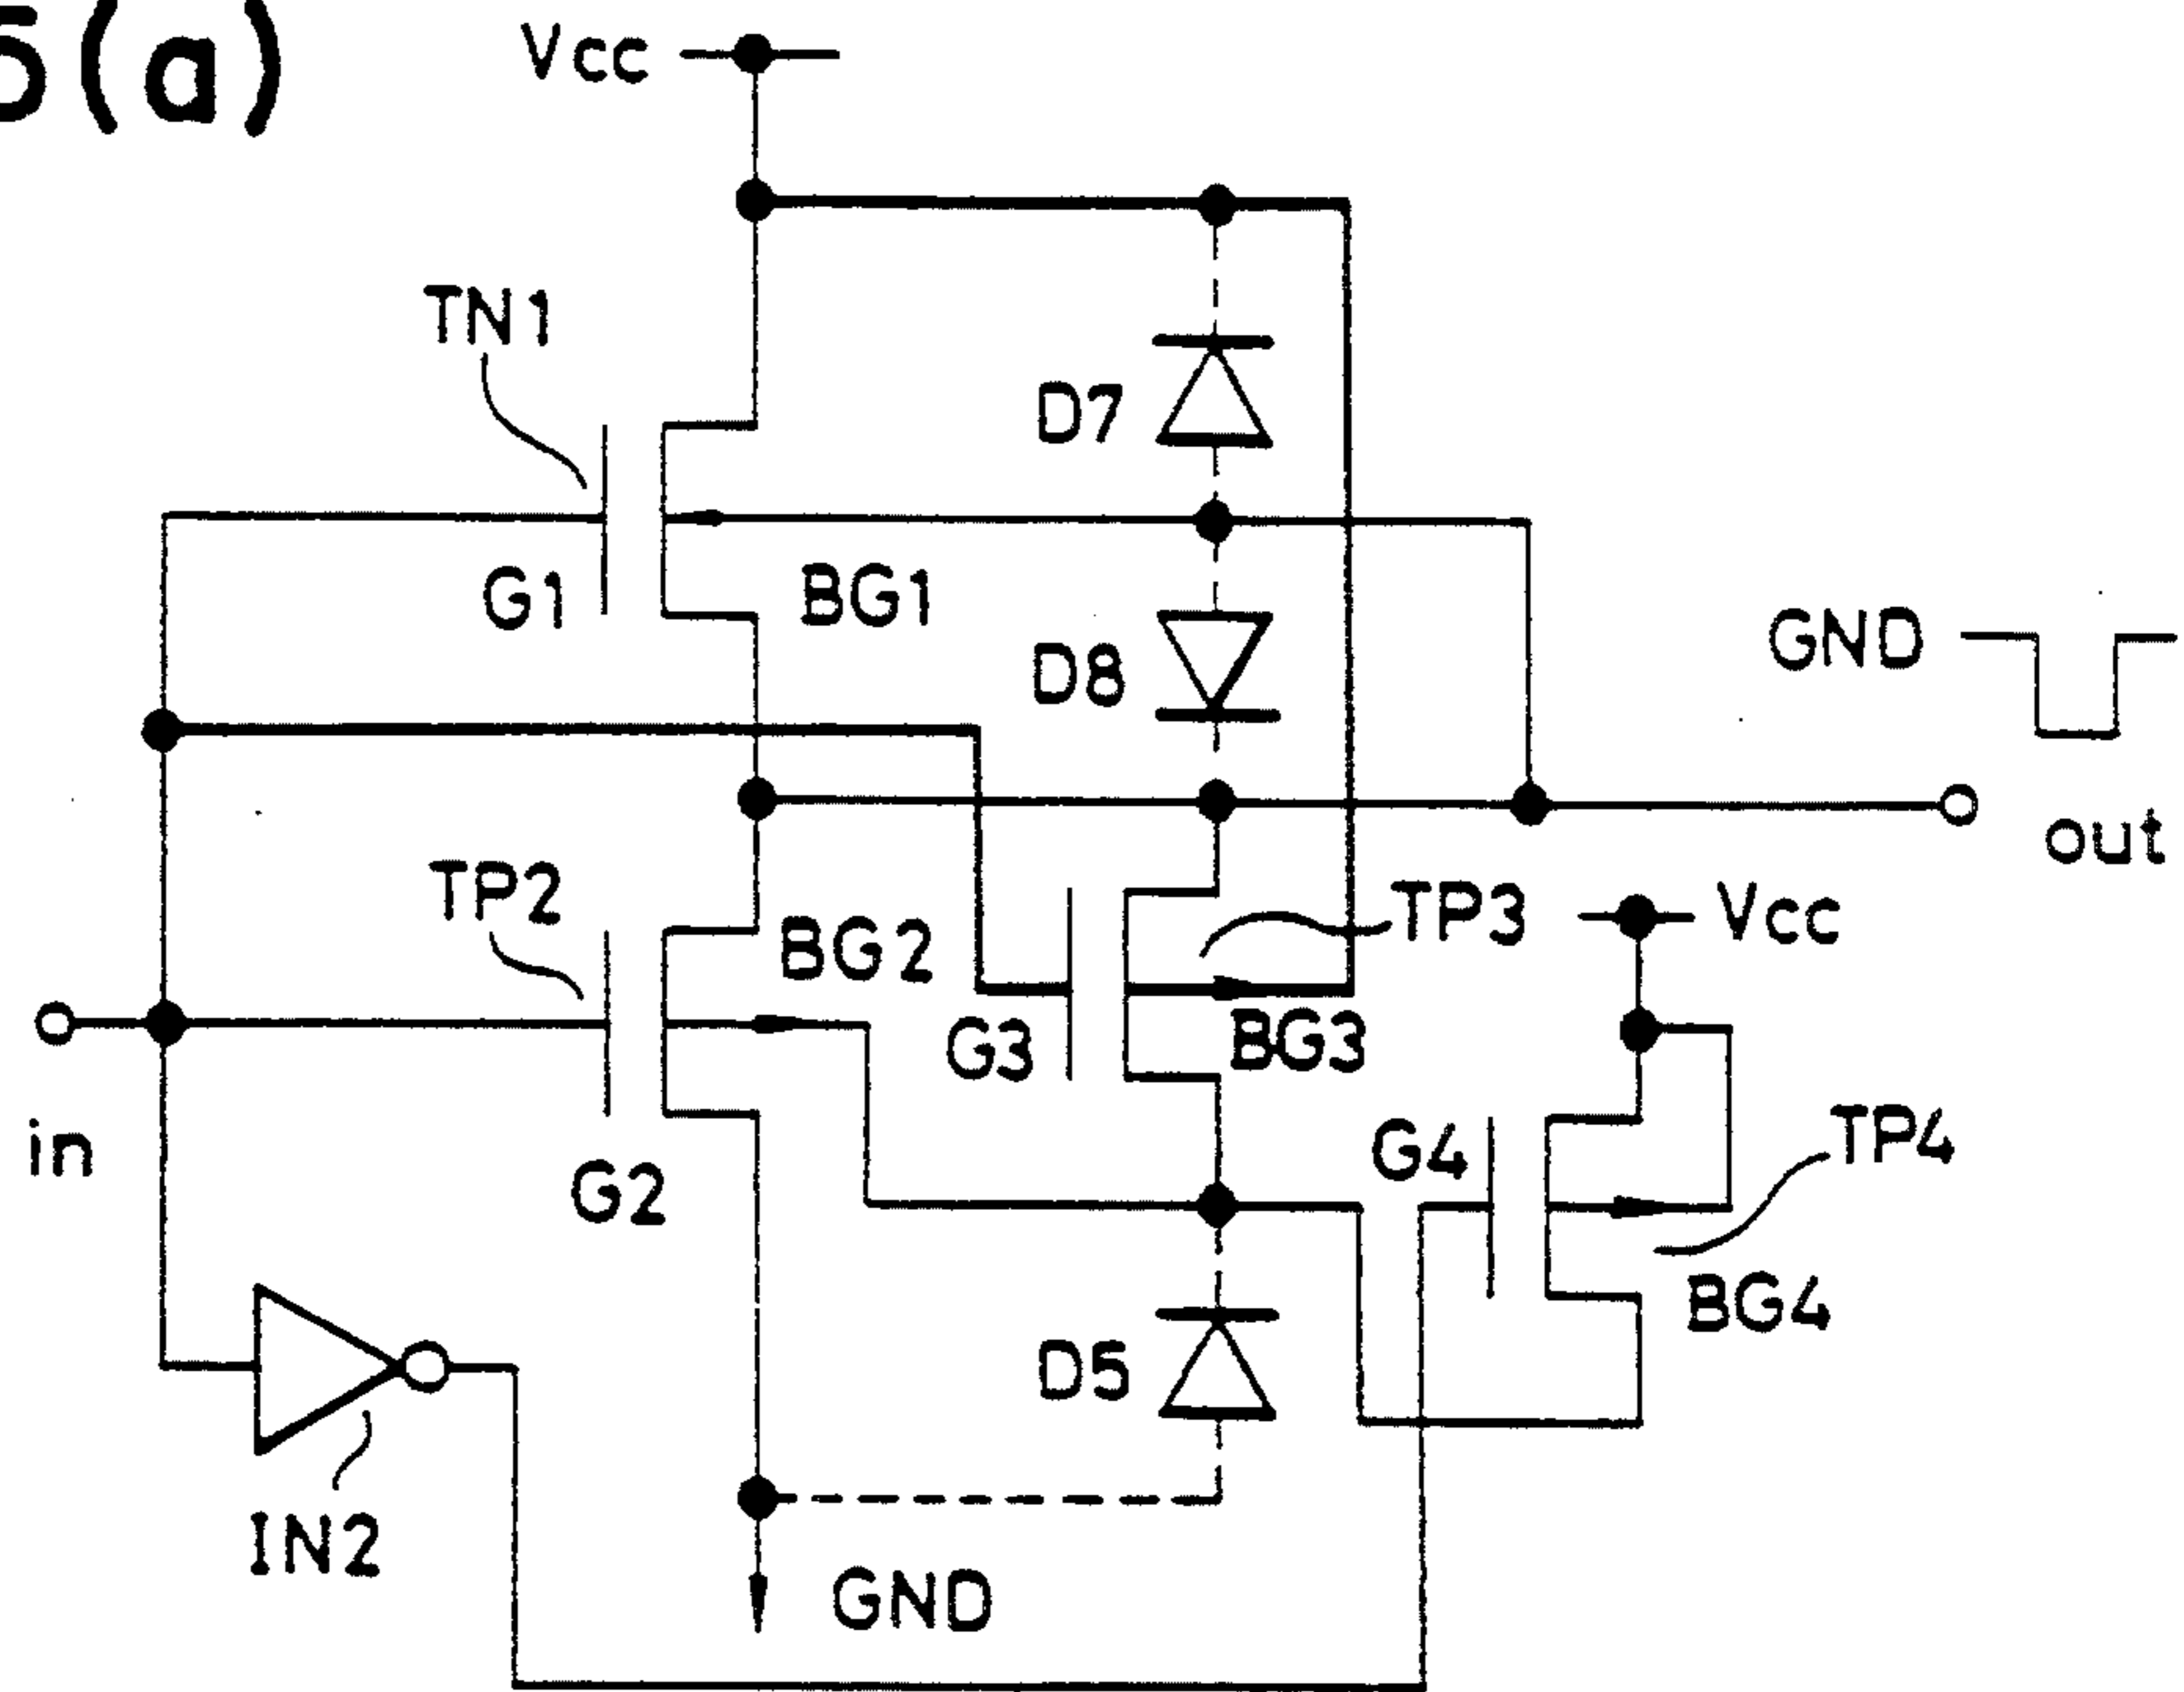 5(a)
Vcc
TN1
D7
G1
BG1
D8
GND
out
TP2
BG2
TP3
Vcc
G3
BG3
in
G2
G4
TP4
BG4
D5
IN2
GND